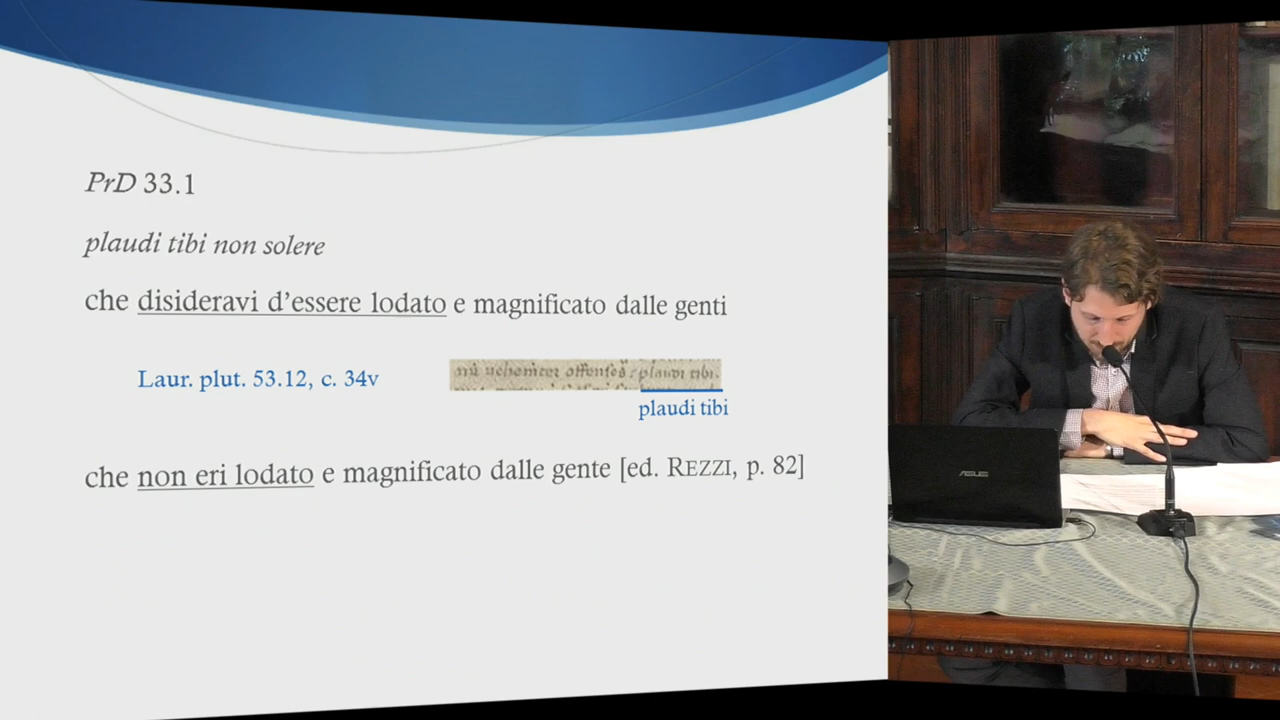 PrD 33.1
plaudi tibi non solere
che disideravi d'essere lodato e magnificato dalle genti
Laur. plut. 53.12, c. 34v
plaudi tibi
che non eri lodato e magnificato dalle gente [ed. REZZI, p. 82]
ASUS